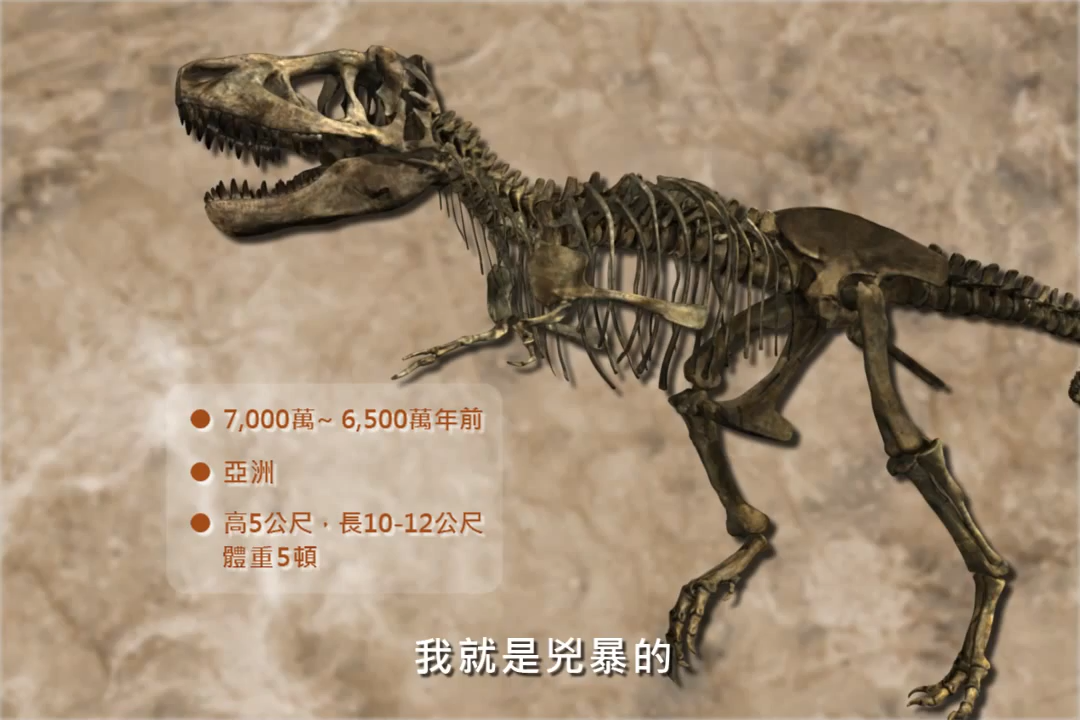 7,000萬~ 6,500萬年前
亞洲
高5公尺，長10-12公尺
體重5頓
我就是兇暴的